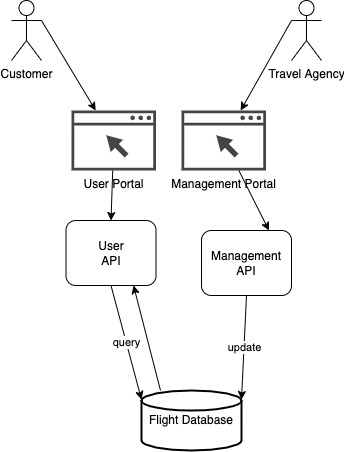 Customer
Travel Agency
User Portal
Management Portal
User
API
Management
API
query
update
Flight Database